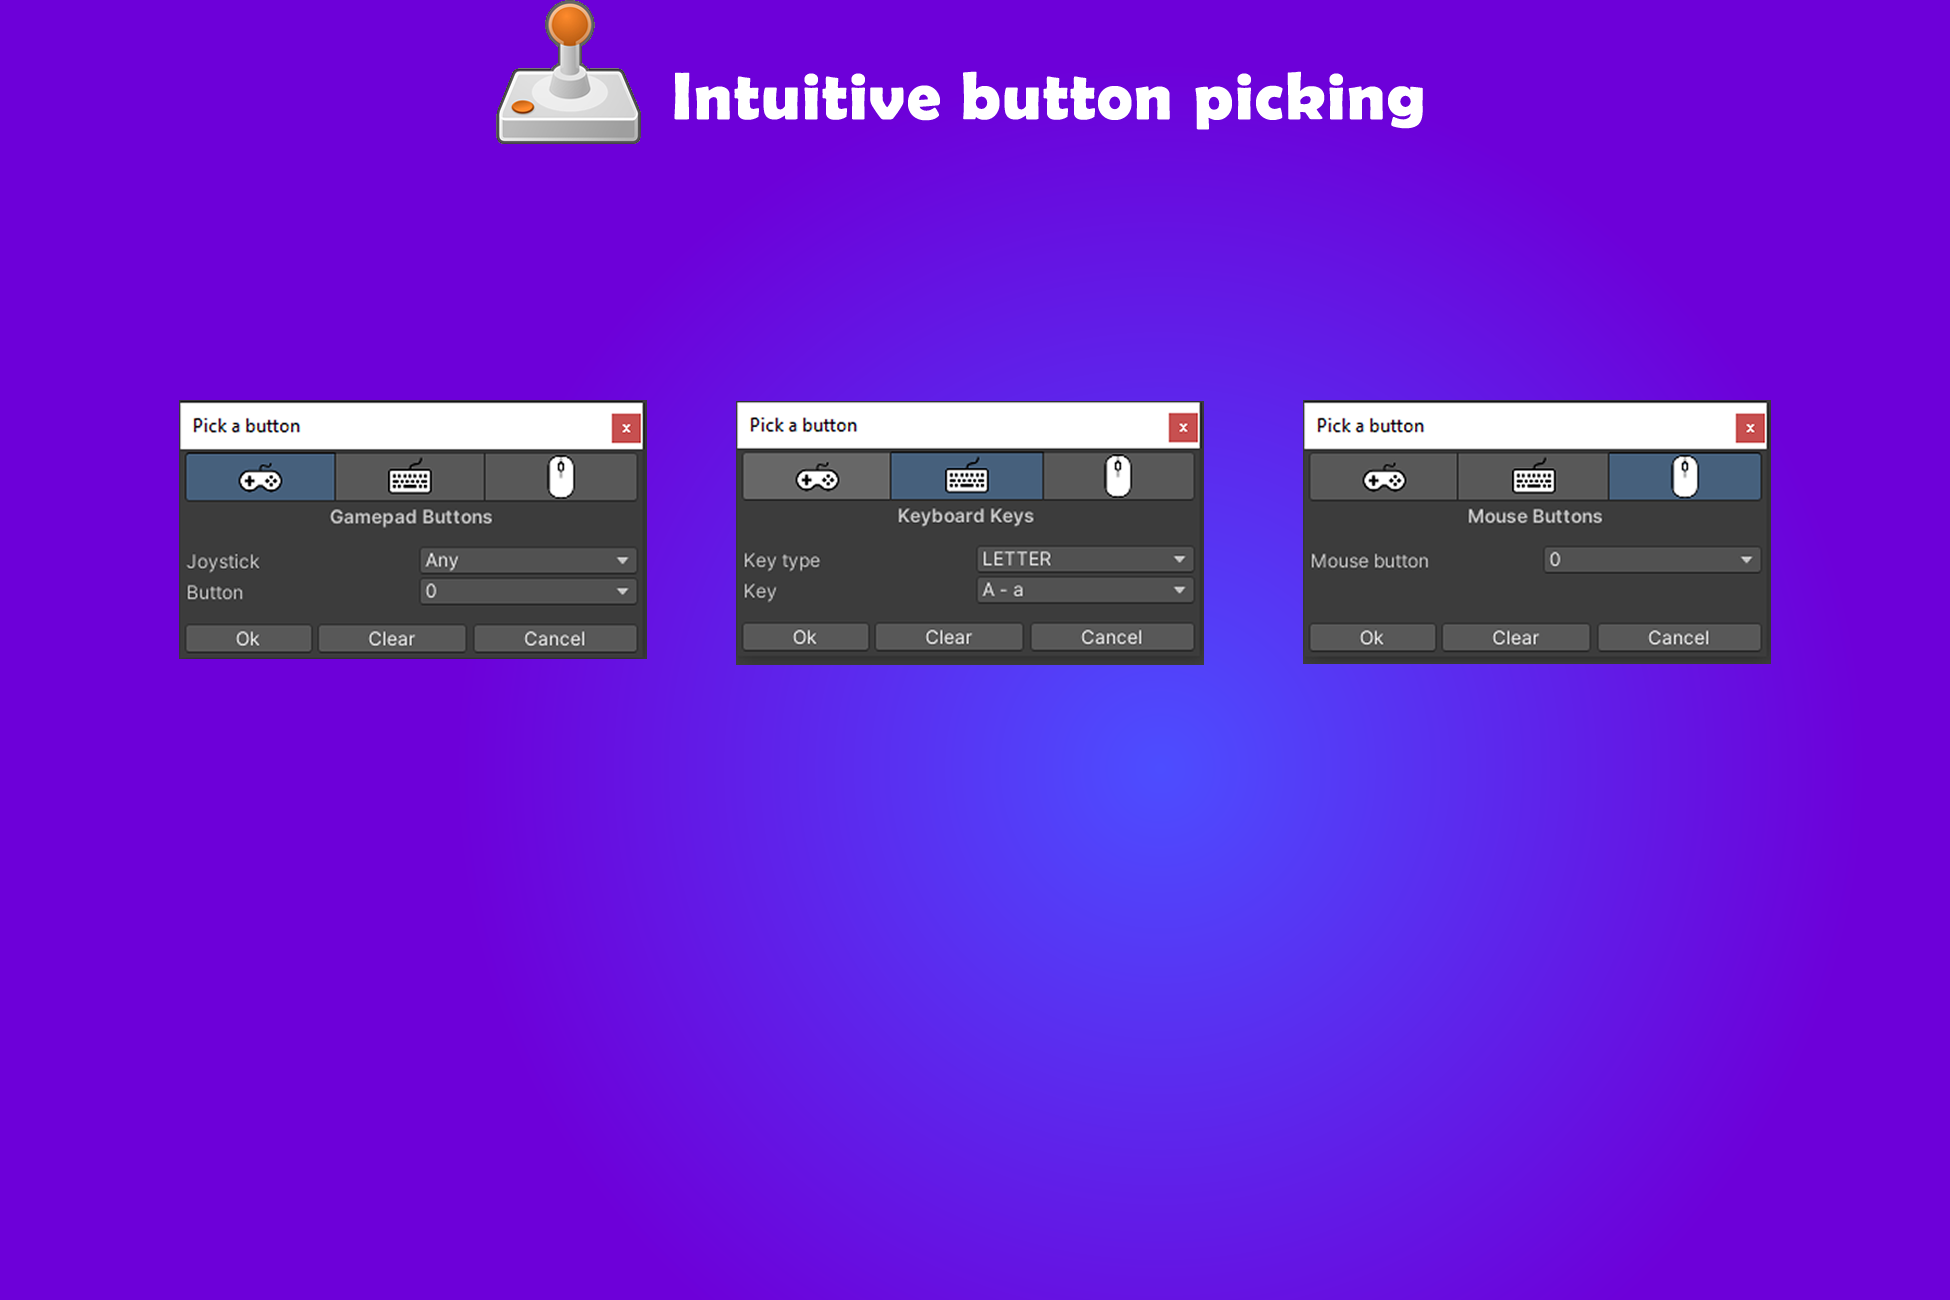 Intuitive button picking
Pick a button
x
Gamepad Buttons
Joystick Any
Button 0
Ok Clear Cancel
Pick a button
x
Keyboard Keys
Key type LETTER
Key A - a
Ok Clear Cancel
Pick a button
x
Mouse Buttons
Mouse button 0
Ok Clear Cancel